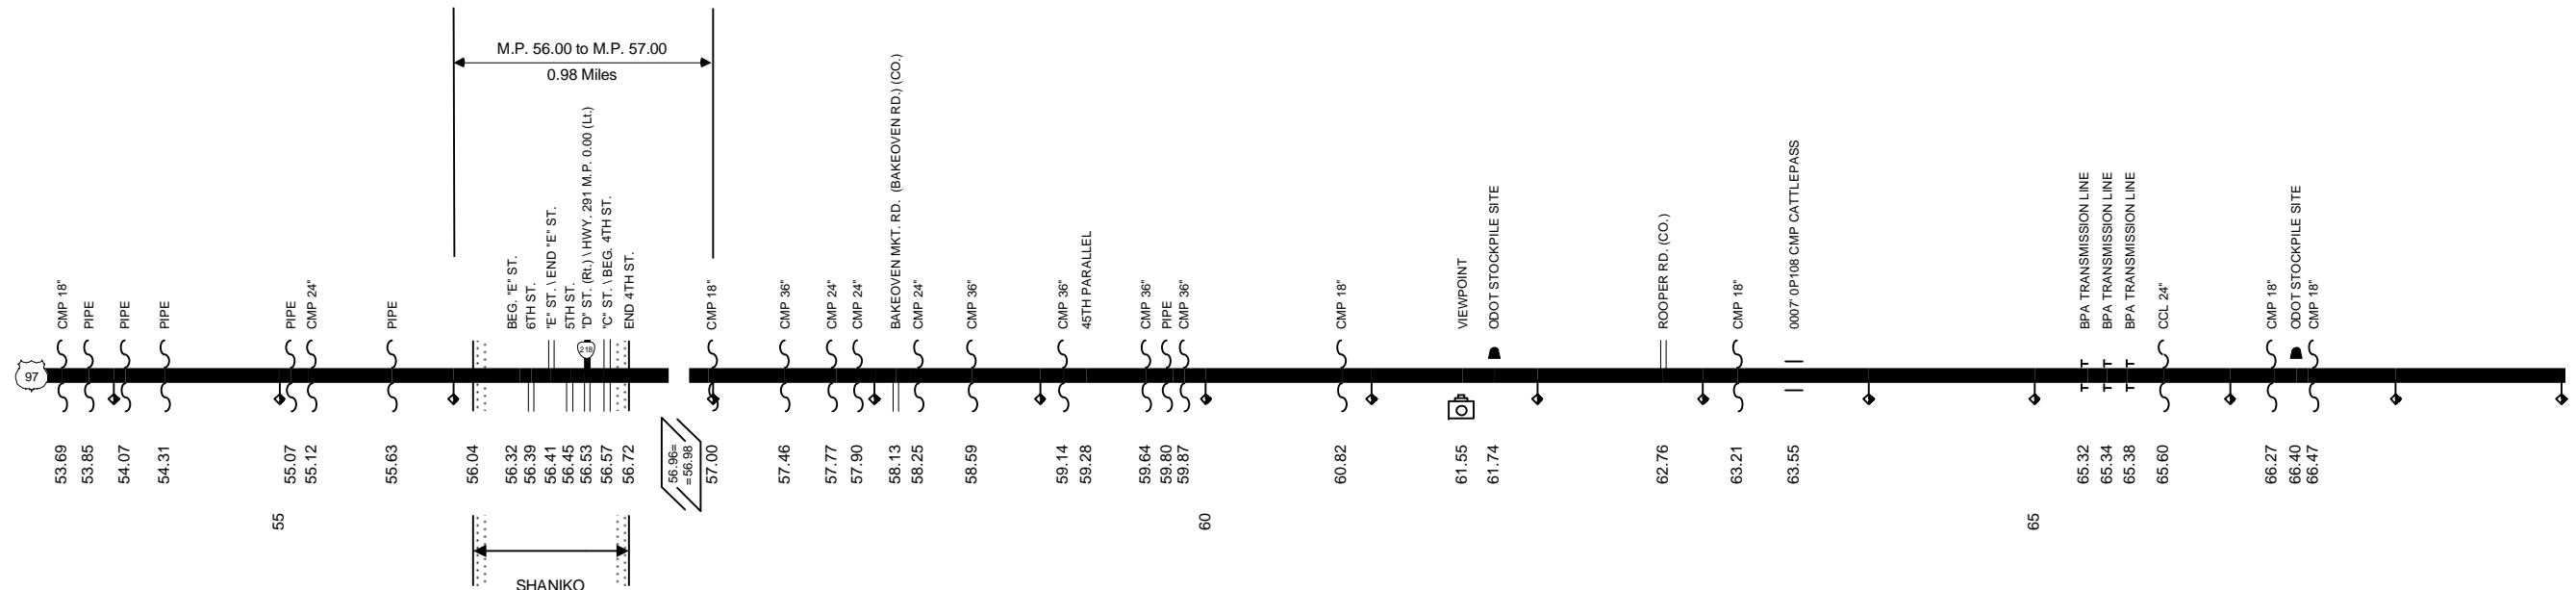 M.P. 56.00 to M.P. 57.00
0.98 Miles
CMP 18"
PIPE
PIPE
PIPE
PIPE
CMP 24"
PIPE
BEG. "E" ST.
6TH ST.
"E" ST. \ END "E" ST.
5TH ST.
"D" ST. (Rt.) \ HWY. 291 M.P. 0.00 (Lt.)
"C" ST. \ BEG. 4TH ST.
END 4TH ST.
CMP 18"
CMP 36"
CMP 24"
CMP 24"
BAKEOVEN MKT. RD. (BAKEOVEN RD.) (CO.)
CMP 24"
CMP 36"
CMP 36"
45TH PARALLEL
CMP 36"
PIPE
CMP 36"
CMP 18"
VIEWPOINT
ODOT STOCKPILE SITE
ROOPER RD. (CO.)
CMP 18"
0007' 0P108 CMP CATTLEPASS
BPA TRANSMISSION LINE
BPA TRANSMISSION LINE
BPA TRANSMISSION LINE
CCL 24"
CMP 18"
ODOT STOCKPILE SITE
CMP 18"
97
218
53.69
53.85
54.07
54.31
55.07
55.12
55.63
56.04
56.32
56.39
56.41
56.45
56.53
56.57
56.72
56.96=
=56.98
57.00
57.46
57.77
57.90
58.13
58.25
58.59
59.14
59.28
59.64
59.80
59.87
60.82
61.55
61.74
62.76
63.21
63.55
65.32
65.34
65.38
65.60
66.27
66.40
66.47
55
60
65
SHANIKO